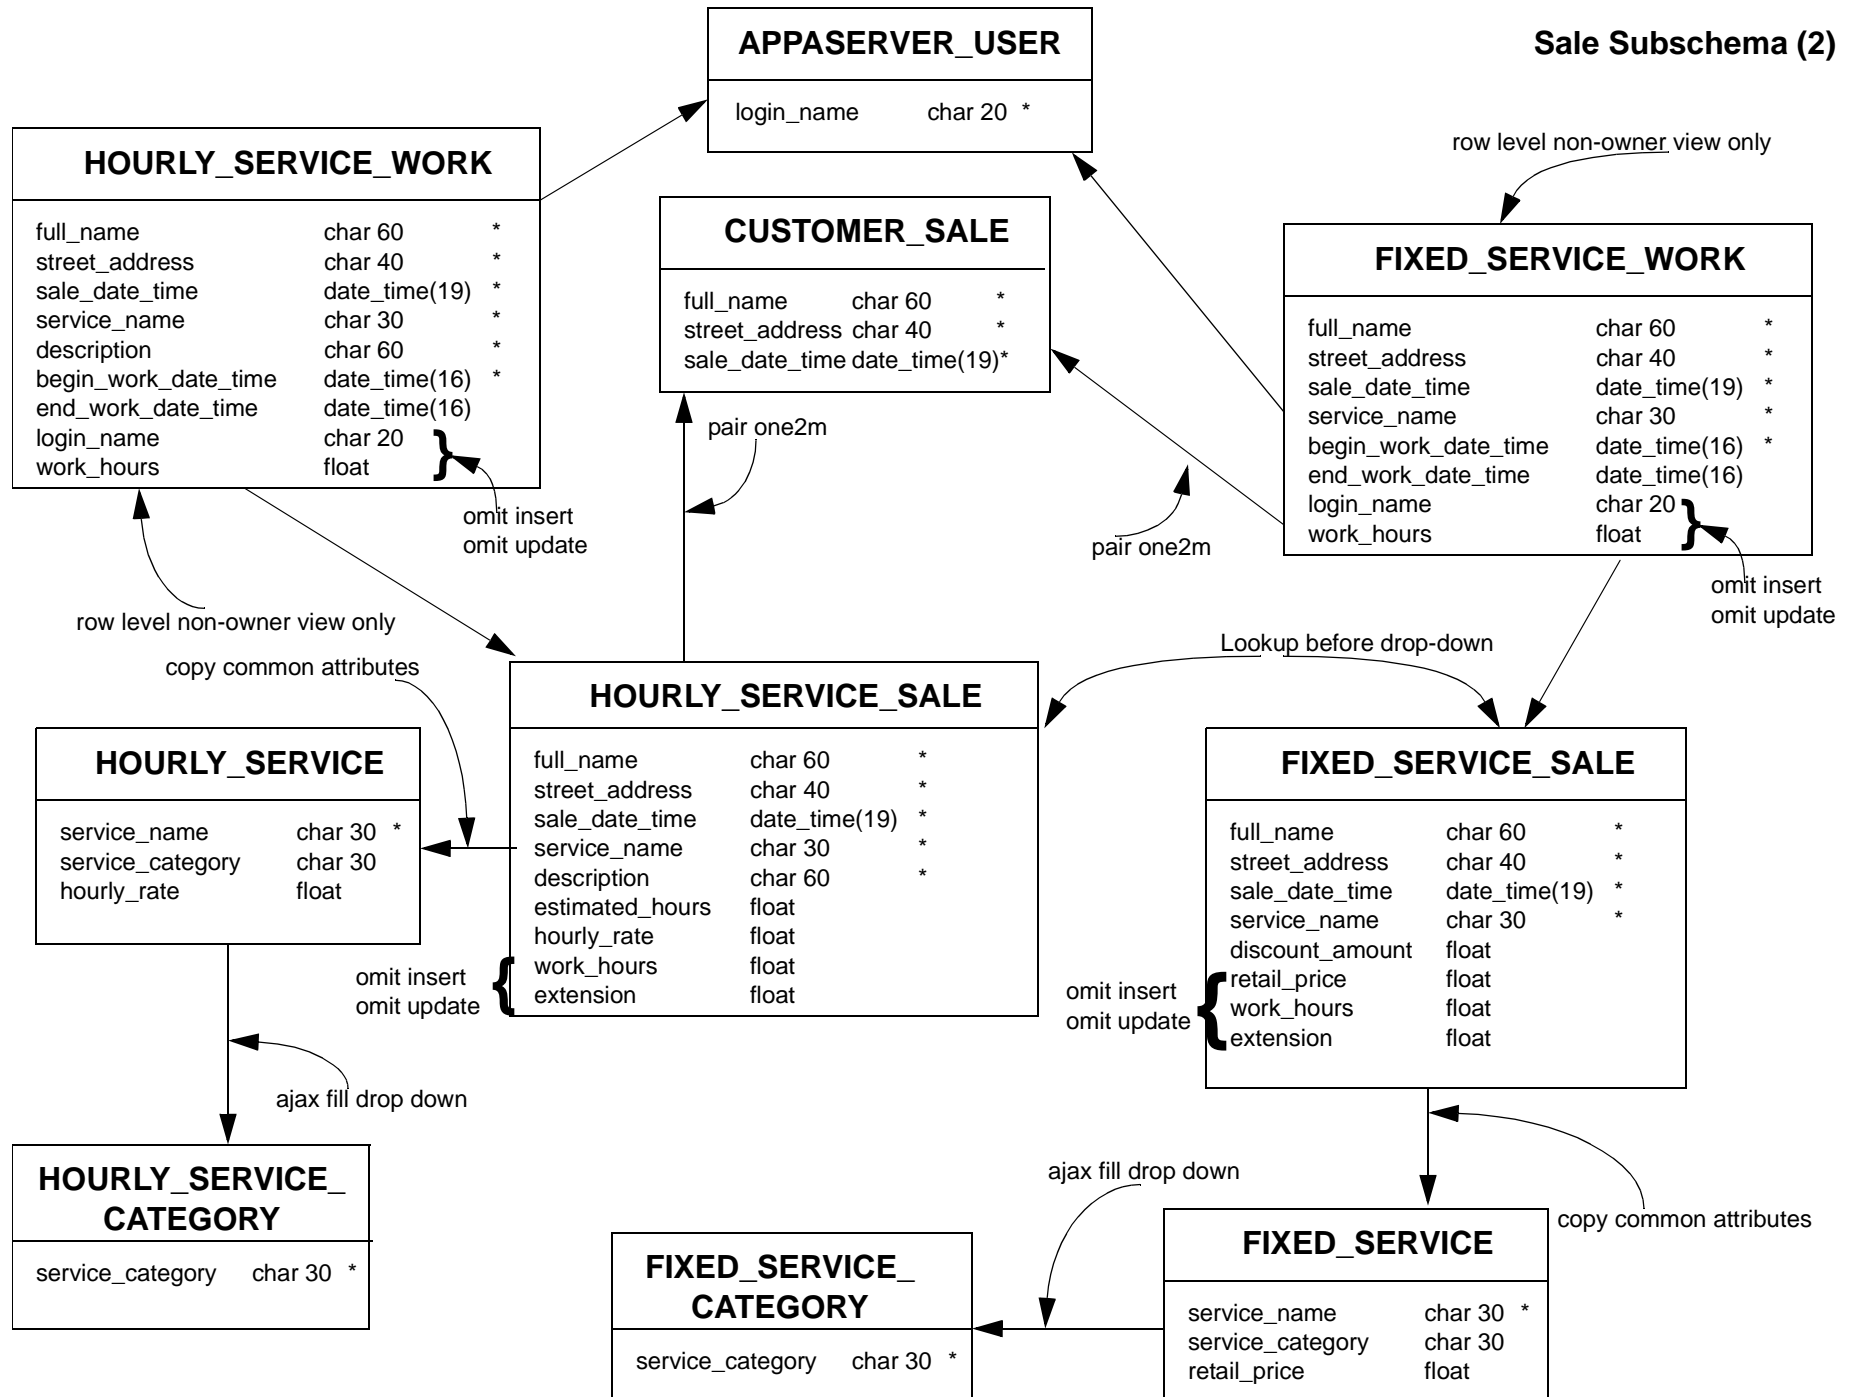 Sale Subschema (2)
APPASERVER_USER
login_name char 20 *
HOURLY_SERVICE_WORK
full_name char 60 *
street_address char 40 *
sale_date_time date_time(19) *
service_name char 30 *
description char 60 *
begin_work_date_time date_time(16) *
end_work_date_time date_time(16)
login_name char 20
work_hours float
}
omit insert
omit update
row level non-owner view only
CUSTOMER_SALE
full_name char 60 *
street_address char 40 *
sale_date_time date_time(19)*
pair one2m
row level non-owner view only
FIXED_SERVICE_WORK
full_name char 60 *
street_address char 40 *
sale_date_time date_time(19) *
service_name char 30 *
begin_work_date_time date_time(16) *
end_work_date_time date_time(16)
login_name char 20
work_hours float
}
omit insert
omit update
pair one2m
Lookup before drop-down
copy common attributes
HOURLY_SERVICE_SALE
full_name char 60 *
street_address char 40 *
sale_date_time date_time(19) *
service_name char 30 *
description char 60 *
estimated_hours float
hourly_rate float
work_hours float
extension float
omit insert
omit update
{
HOURLY_SERVICE
service_name char 30 *
service_category char 30
hourly_rate float
ajax fill drop down
HOURLY_SERVICE_
CATEGORY
service_category char 30 *
FIXED_SERVICE_SALE
full_name char 60 *
street_address char 40 *
sale_date_time date_time(19) *
service_name char 30 *
discount_amount float
retail_price float
work_hours float
extension float
omit insert
omit update
{
copy common attributes
ajax fill drop down
FIXED_SERVICE_
CATEGORY
service_category char 30 *
FIXED_SERVICE
service_name char 30 *
service_category char 30
retail_price float